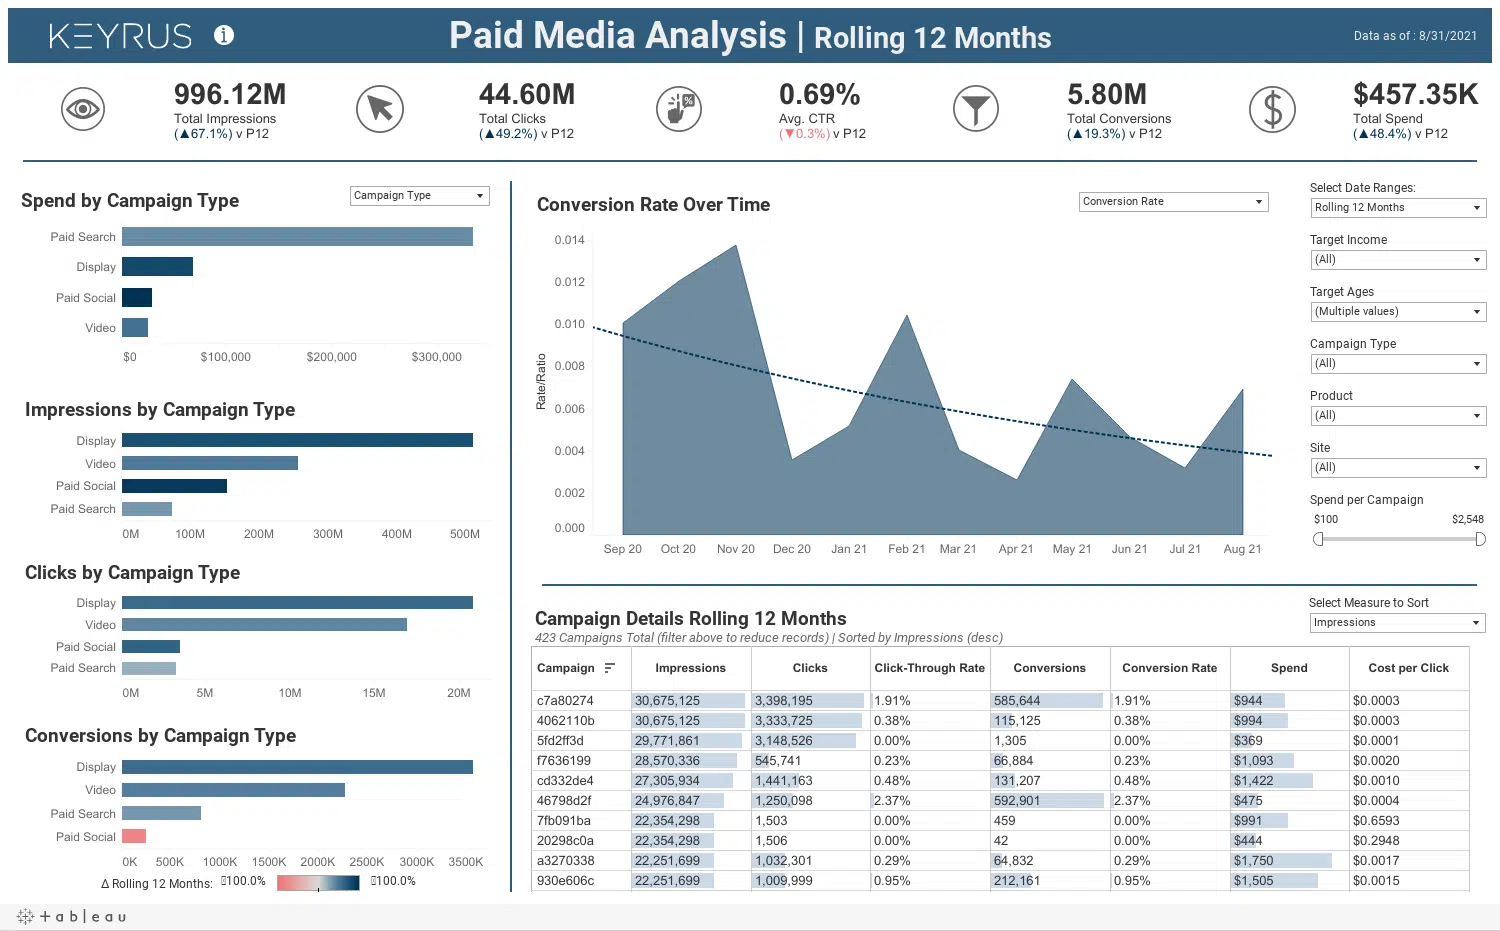 KEYRUS i
Paid Media Analysis | Rolling 12 Months
Data as of : 8/31/2021
996.12M
Total Impressions
(▲67.1%) v P12
44.60M
Total Clicks
(▲49.2%) v P12
%
0.69%
Avg. CTR
(▼0.3%) v P12
5.80M
Total Conversions
(▲19.3%) v P12
$
$457.35K
Total Spend
(▲48.4%) v P12
Spend by Campaign Type
Campaign Type
Paid Search
Display
Paid Social
Video
$0 $100,000 $200,000 $300,000
Impressions by Campaign Type
Display
Video
Paid Social
Paid Search
0M 100M 200M 300M 400M 500M
Clicks by Campaign Type
Display
Video
Paid Social
Paid Search
0M 5M 10M 15M 20M
Conversions by Campaign Type
Display
Video
Paid Search
Paid Social
0K 500K 1000K 1500K 2000K 2500K 3000K 3500K
Δ Rolling 12 Months: ▯100.0% ▯100.0%
Conversion Rate Over Time
Conversion Rate
Rate/Ratio
0.014
0.012
0.010
0.008
0.006
0.004
0.002
0.000
Sep 20 Oct 20 Nov 20 Dec 20 Jan 21 Feb 21 Mar 21 Apr 21 May 21 Jun 21 Jul 21 Aug 21
Select Date Ranges:
Rolling 12 Months
Target Income
(All)
Target Ages
(Multiple values)
Campaign Type
(All)
Product
(All)
Site
(All)
Spend per Campaign
$100 $2,548
Campaign Details Rolling 12 Months
423 Campaigns Total (filter above to reduce records) | Sorted by Impressions (desc)
Select Measure to Sort
Impressions
Campaign Impressions Clicks Click-Through Rate Conversions Conversion Rate Spend Cost per Click
c7a80274 30,675,125 3,398,195 1.91% 585,644 1.91% $944 $0.0003
4062110b 30,675,125 3,333,725 0.38% 115,125 0.38% $994 $0.0003
5fd2ff3d 29,771,861 3,148,526 0.00% 1,305 0.00% $369 $0.0001
f7636199 28,570,336 545,741 0.23% 66,884 0.23% $1,093 $0.0020
cd332de4 27,305,934 1,441,163 0.48% 131,207 0.48% $1,422 $0.0010
46798d2f 24,976,847 1,250,098 2.37% 592,901 2.37% $475 $0.0004
7fb091ba 22,354,298 1,503 0.00% 459 0.00% $991 $0.6593
20298c0a 22,354,298 1,506 0.00% 42 0.00% $444 $0.2948
a3270338 22,251,699 1,032,301 0.29% 64,832 0.29% $1,750 $0.0017
930e606c 22,251,699 1,009,999 0.95% 212,161 0.95% $1,505 $0.0015
+ a b | e a u